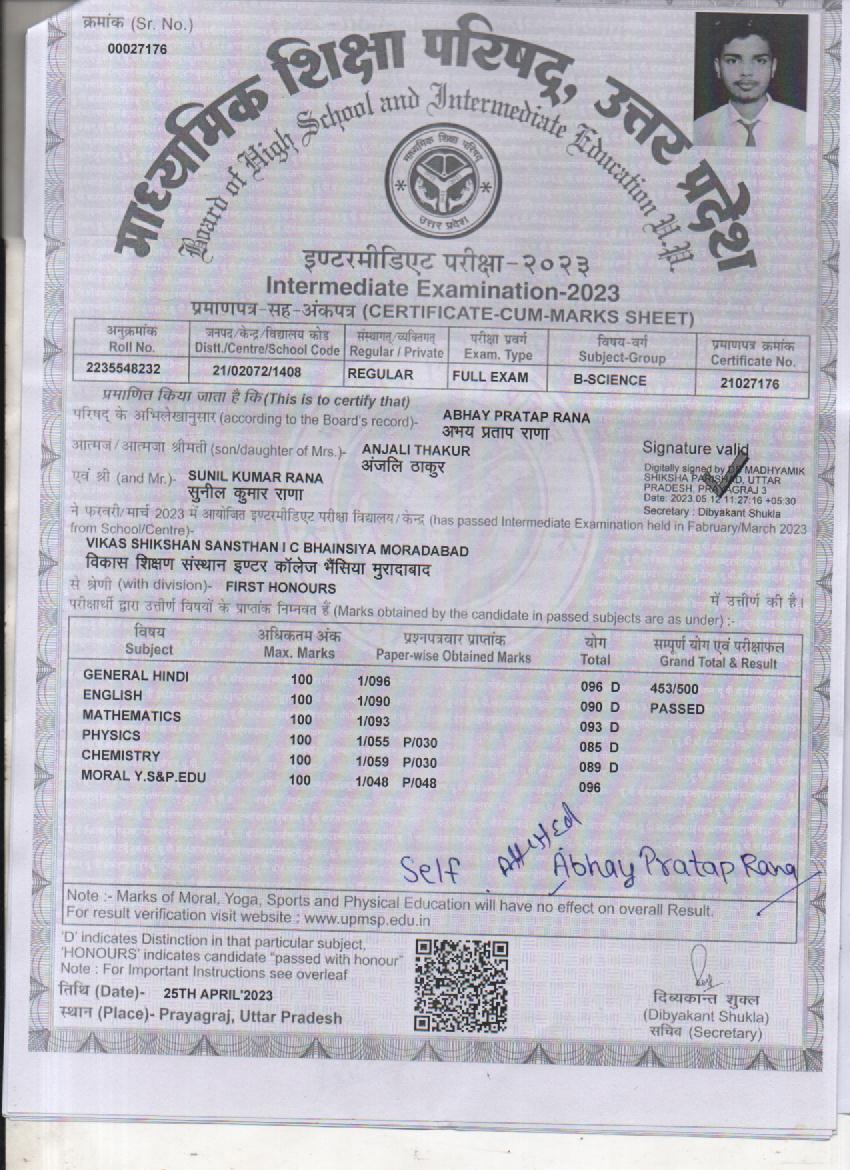 क्रमांक (Sr. No.)
00027176
माध्यमिक शिक्षा परिषद्, उत्तर प्रदेश
Board of High School and Intermediate Education U.P.
माध्यमिक शिक्षा परिषद्
उत्तर प्रदेश
इण्टरमीडिएट परीक्षा-२०२३
Intermediate Examination-2023
प्रमाणपत्र-सह-अंकपत्र (CERTIFICATE-CUM-MARKS SHEET)
अनुक्रमांक जनपद/केन्द्र/विद्यालय कोड संस्थागत/व्यक्तिगत परीक्षा प्रवर्ग विषय-वर्ग प्रमाणपत्र क्रमांक
Roll No. Distt./Centre/School Code Regular / Private Exam. Type Subject-Group Certificate No.
2235548232 21/02072/1408 REGULAR FULL EXAM B-SCIENCE 21027176
प्रमाणित किया जाता है कि (This is to certify that)
परिषद् के अभिलेखानुसार (according to the Board's record)- ABHAY PRATAP RANA
अभय प्रताप राणा
आत्मज/आत्मजा श्रीमती (son/daughter of Mrs.)- ANJALI THAKUR
अंजलि ठाकुर
एवं श्री (and Mr.)- SUNIL KUMAR RANA
सुनील कुमार राणा
Signature valid
Digitally signed by DS MADHYAMIK
SHIKSHA PARISHAD, UTTAR
PRADESH, PRAYAGRAJ 3
Date: 2023.05.12 11:27:16 +05:30
Secretary : Dibyakant Shukla
ने फरवरी/मार्च 2023 में आयोजित इण्टरमीडिएट परीक्षा विद्यालय/केन्द्र (has passed Intermediate Examination held in Fabruary/March 2023
from School/Centre)-
VIKAS SHIKSHAN SANSTHAN I C BHAINSIYA MORADABAD
विकास शिक्षण संस्थान इण्टर कॉलेज भैंसिया मुरादाबाद
से श्रेणी (with division)- FIRST HONOURS में उत्तीर्ण की है।
परीक्षार्थी द्वारा उत्तीर्ण विषयों के प्राप्तांक निम्नवत हैं (Marks obtained by the candidate in passed subjects are as under) :-
विषय अधिकतम अंक प्रश्नपत्रवार प्राप्तांक योग सम्पूर्ण योग एवं परीक्षाफल
Subject Max. Marks Paper-wise Obtained Marks Total Grand Total & Result
GENERAL HINDI 100 1/096 096 D 453/500
ENGLISH 100 1/090 090 D PASSED
MATHEMATICS 100 1/093 093 D
PHYSICS 100 1/055 P/030 085 D
CHEMISTRY 100 1/059 P/030 089 D
MORAL Y.S&P.EDU 100 1/048 P/048 096
Self Abhay Pratap Rana
Note :- Marks of Moral, Yoga, Sports and Physical Education will have no effect on overall Result.
For result verification visit website : www.upmsp.edu.in
'D' indicates Distinction in that particular subject,
'HONOURS' indicates candidate "passed with honour"
Note : For Important Instructions see overleaf
तिथि (Date)- 25TH APRIL'2023
स्थान (Place)- Prayagraj, Uttar Pradesh
दिव्यकान्त शुक्ल
(Dibyakant Shukla)
सचिव (Secretary)